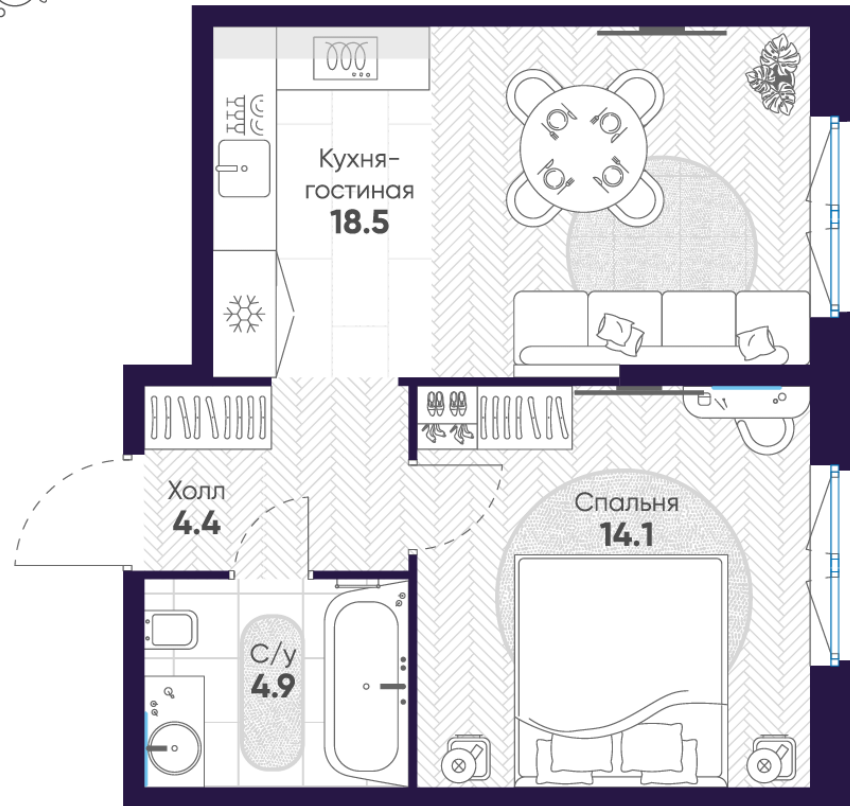 Кухня-
гостиная
18.5
Холл
4.4
Спальня
14.1
С/у
4.9